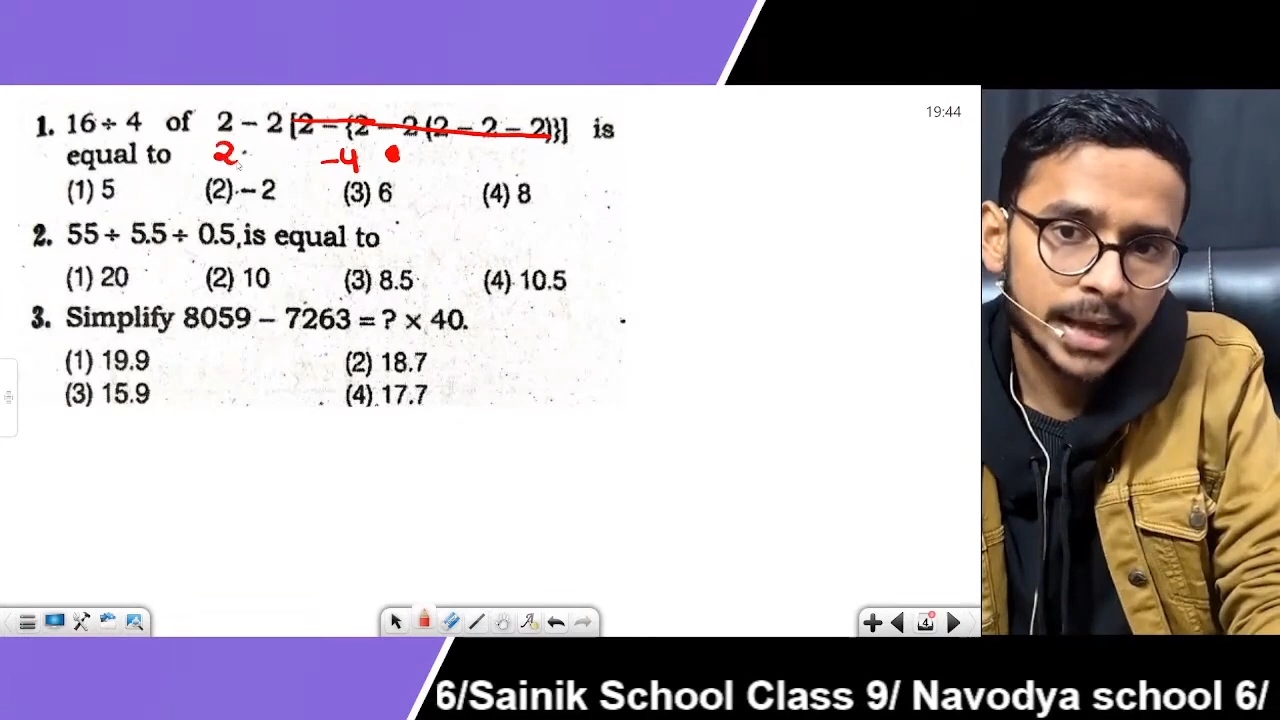 19:44
1. 16 ÷ 4 of 2 – 2 [2 – {2 – 2 (2 – 2 – 2)}] is
equal to 2 -4
(1) 5 (2) – 2 (3) 6 (4) 8
2. 55 ÷ 5.5 ÷ 0.5, is equal to
(1) 20 (2) 10 (3) 8.5 (4) 10.5
3. Simplify 8059 – 7263 = ? × 40.
(1) 19.9 (2) 18.7
(3) 15.9 (4) 17.7
4
6/Sainik School Class 9/ Navodya school 6/